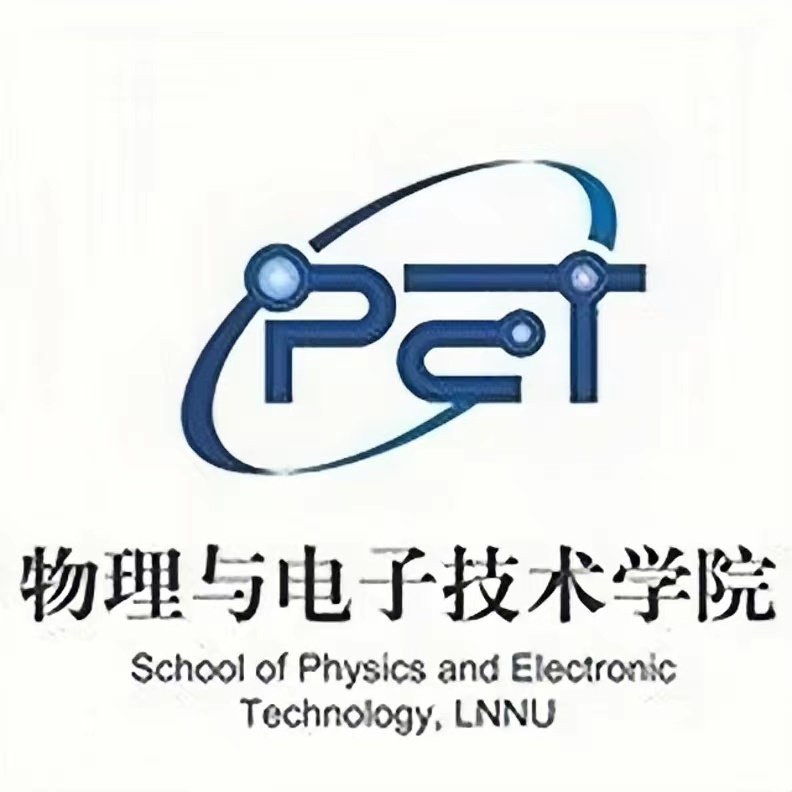 PeT
物理与电子技术学院
School of Physics and Electronic
Technology, LNNU